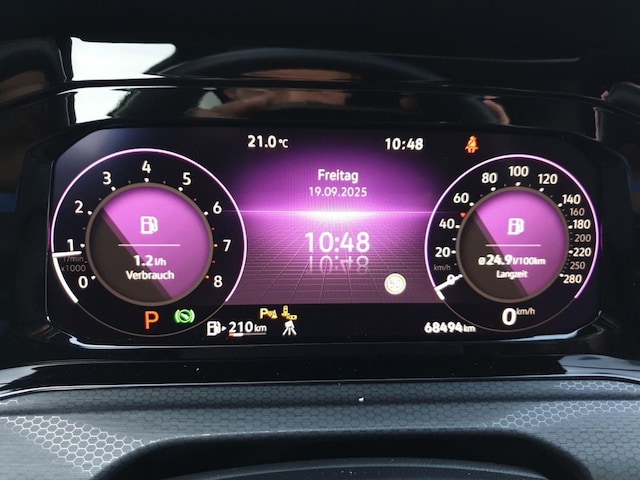 21.0 °C
10:48
Freitag
19.09.2025
10:48
0 1 2 3 4 5 6 7 8
1/min
x1000
1.2 l/h
Verbrauch
0 20 40 60 80 100 120 140 160 180 200 220 250 280
km/h
ø 24.9 l/100km
Langzeit
P
210 km
68494 km
0 km/h